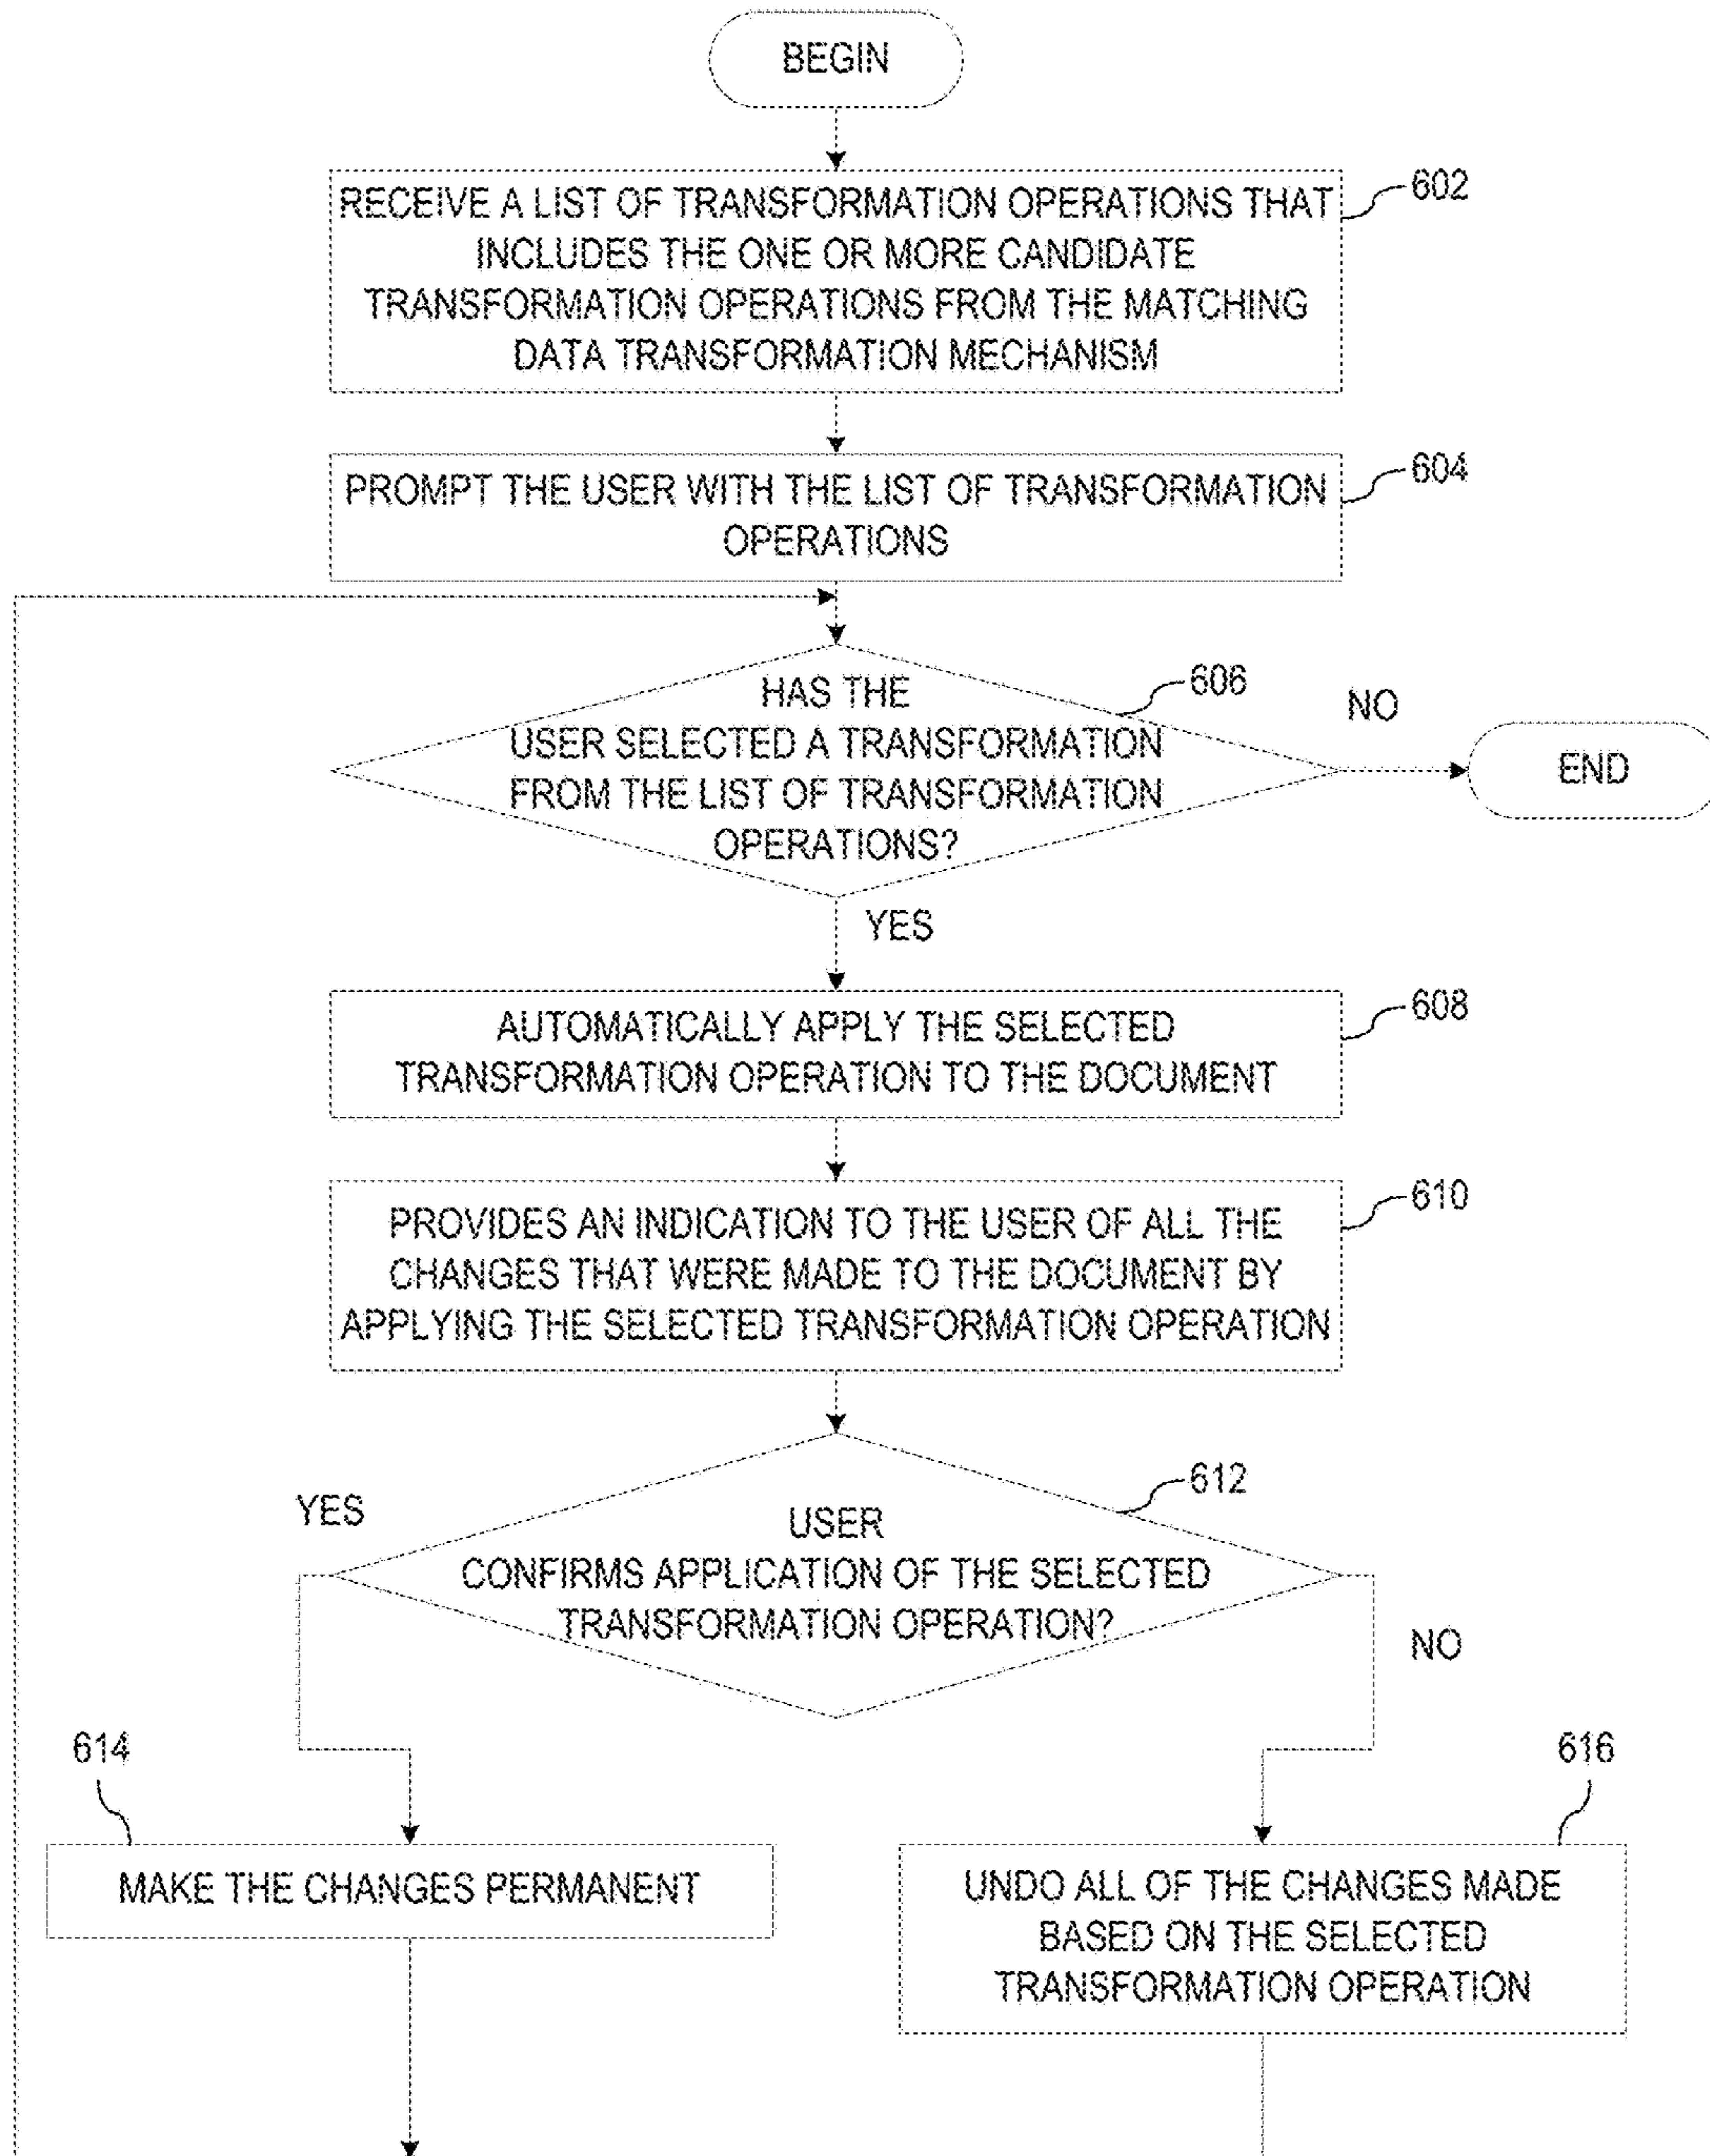 BEGIN
RECEIVE A LIST OF TRANSFORMATION OPERATIONS THAT
INCLUDES THE ONE OR MORE CANDIDATE
TRANSFORMATION OPERATIONS FROM THE MATCHING
DATA TRANSFORMATION MECHANISM
602
PROMPT THE USER WITH THE LIST OF TRANSFORMATION
OPERATIONS
604
HAS THE
USER SELECTED A TRANSFORMATION
FROM THE LIST OF TRANSFORMATION
OPERATIONS?
606
NO
END
YES
AUTOMATICALLY APPLY THE SELECTED
TRANSFORMATION OPERATION TO THE DOCUMENT
608
PROVIDES AN INDICATION TO THE USER OF ALL THE
CHANGES THAT WERE MADE TO THE DOCUMENT BY
APPLYING THE SELECTED TRANSFORMATION OPERATION
610
USER
CONFIRMS APPLICATION OF THE SELECTED
TRANSFORMATION OPERATION?
612
YES
NO
614
MAKE THE CHANGES PERMANENT
616
UNDO ALL OF THE CHANGES MADE
BASED ON THE SELECTED
TRANSFORMATION OPERATION